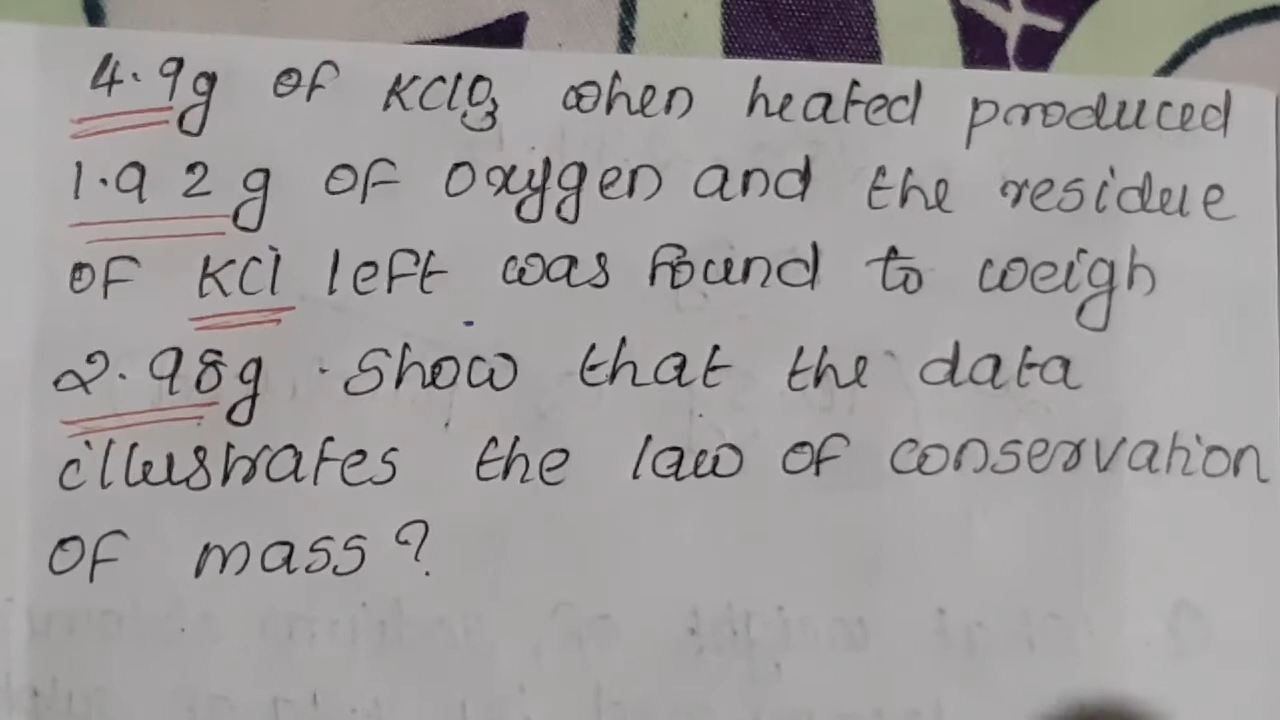 4.9g of KClO3 when heated produced
1.92g of oxygen and the residue
of KCl left was found to weigh
2.98g. Show that the data
illustrates the law of conservation
of mass?